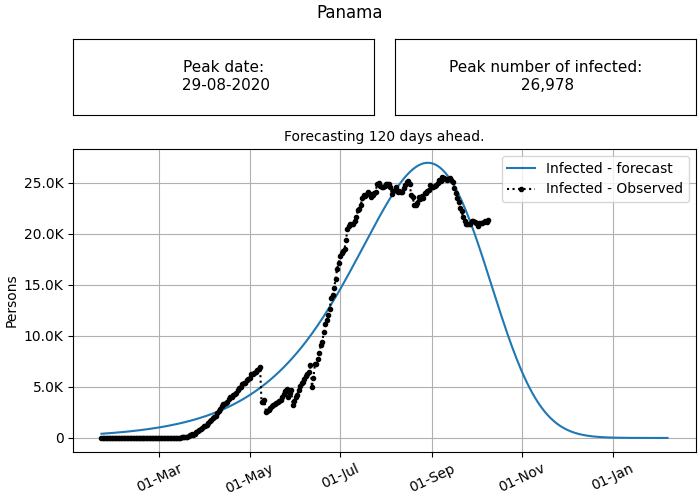 Panama
Peak date:
29-08-2020
Peak number of infected:
26,978
Forecasting 120 days ahead.
Infected - forecast
Infected - Observed
Persons
25.0K
20.0K
15.0K
10.0K
5.0K
0
01-Mar
01-May
01-Jul
01-Sep
01-Nov
01-Jan